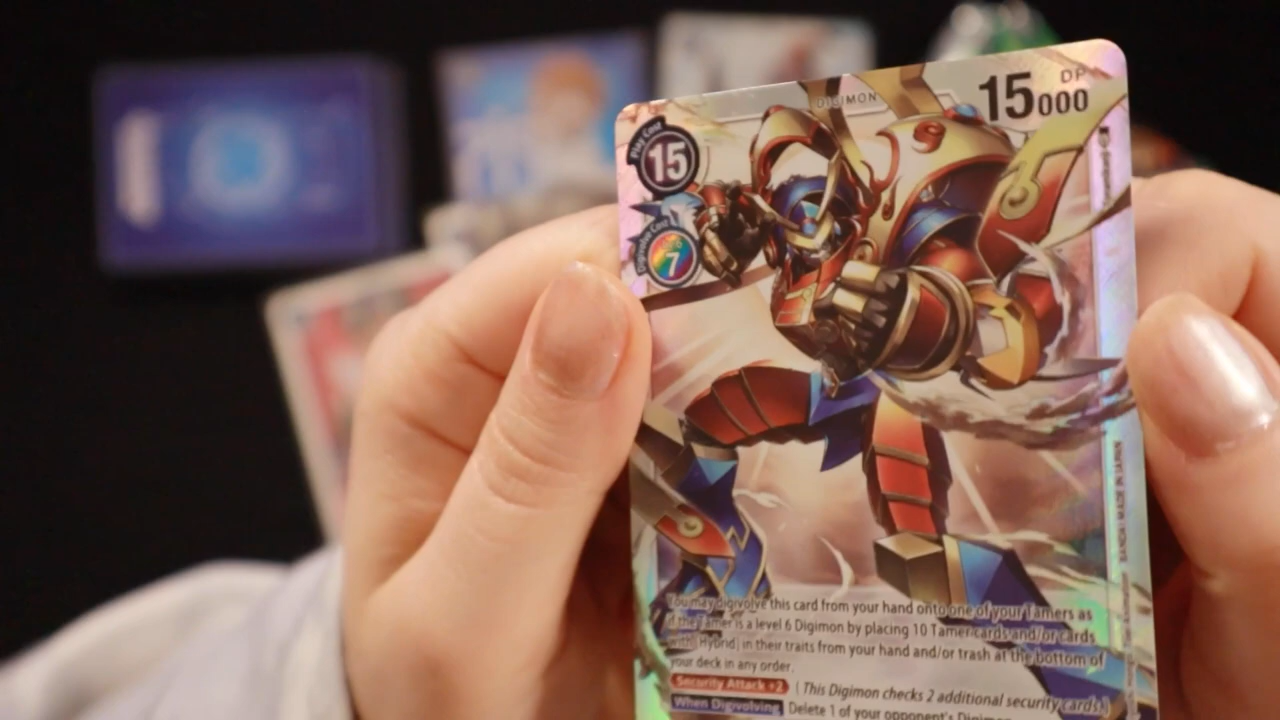 DIGIMON
DP
15000
Play Cost
15
Digivolve Cost
7
BANDAI MADE IN JAPAN
You may digivolve this card from your hand onto one of your Tamers as
if the Tamer is a level 6 Digimon by placing 10 Tamer cards and/or cards
with [Hybrid] in their traits from your hand and/or trash at the bottom of
your deck in any order.
Security Attack +2 (This Digimon checks 2 additional security cards.)
When Digivolving Delete 1 of your opponent's Digimon